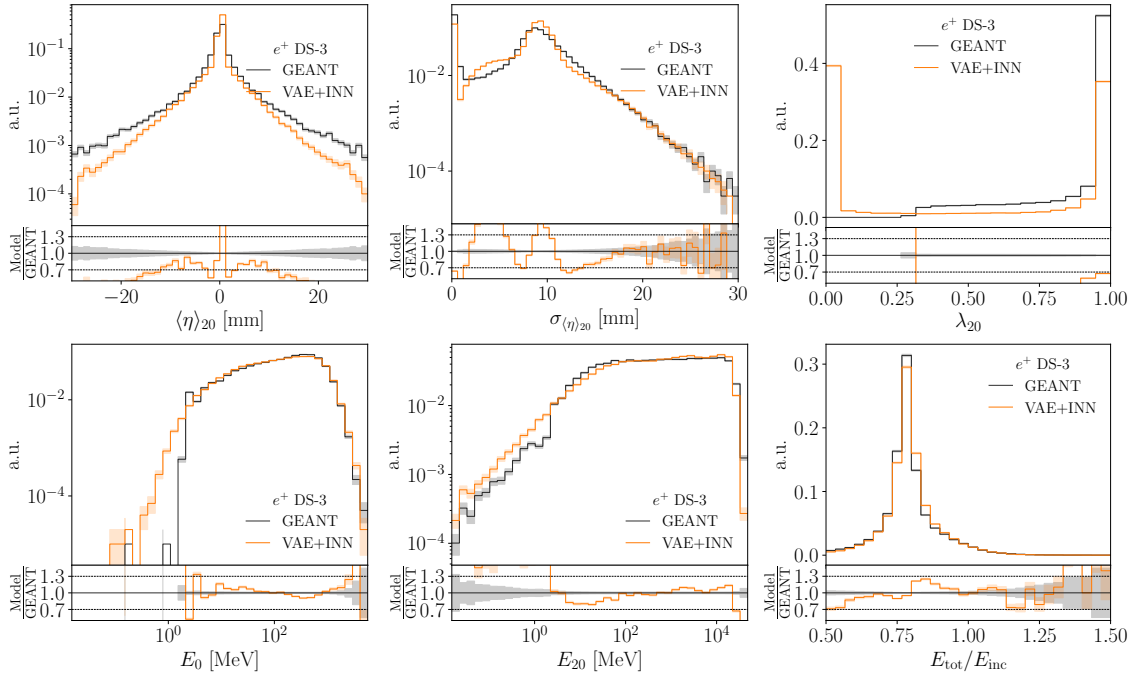 a.u.
10⁻¹
10⁻²
10⁻³
10⁻⁴
e⁺ DS-3
GEANT
VAE+INN
Model
GEANT
1.3
1.0
0.7
−20 0 20
⟨η⟩₂₀ [mm]
a.u.
10⁻²
10⁻⁴
e⁺ DS-3
GEANT
VAE+INN
Model
GEANT
1.3
1.0
0.7
0 10 20 30
σ⟨η⟩₂₀ [mm]
a.u.
0.4
0.2
0.0
e⁺ DS-3
GEANT
VAE+INN
Model
GEANT
1.3
1.0
0.7
0.00 0.25 0.50 0.75 1.00
λ₂₀
a.u.
10⁻²
10⁻⁴
e⁺ DS-3
GEANT
VAE+INN
Model
GEANT
1.3
1.0
0.7
10⁰ 10²
E₀ [MeV]
a.u.
10⁻¹
10⁻²
10⁻³
10⁻⁴
e⁺ DS-3
GEANT
VAE+INN
Model
GEANT
1.3
1.0
0.7
10⁰ 10² 10⁴
E₂₀ [MeV]
a.u.
0.3
0.2
0.1
0.0
e⁺ DS-3
GEANT
VAE+INN
Model
GEANT
1.3
1.0
0.7
0.50 0.75 1.00 1.25 1.50
E_tot/E_inc